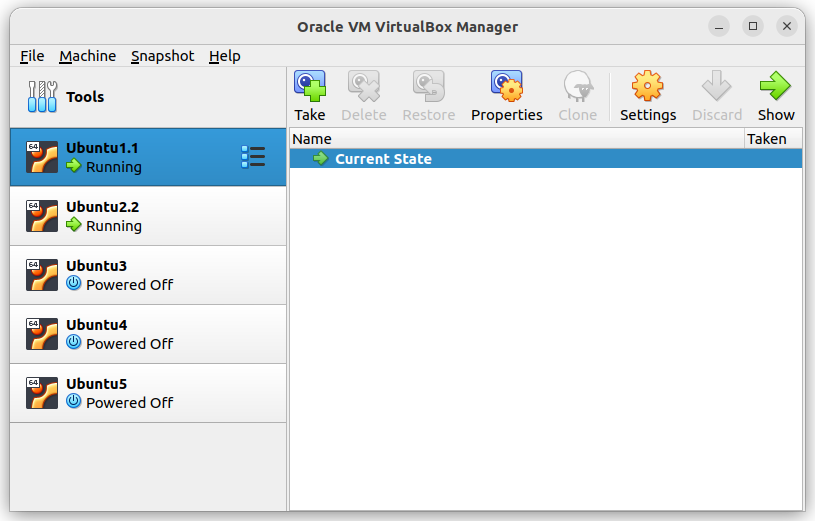 Oracle VM VirtualBox Manager
File Machine Snapshot Help
Tools
Take Delete Restore Properties Clone Settings Discard Show
Name Taken
Current State
64 Ubuntu1.1
Running
64 Ubuntu2.2
Running
64 Ubuntu3
Powered Off
64 Ubuntu4
Powered Off
64 Ubuntu5
Powered Off